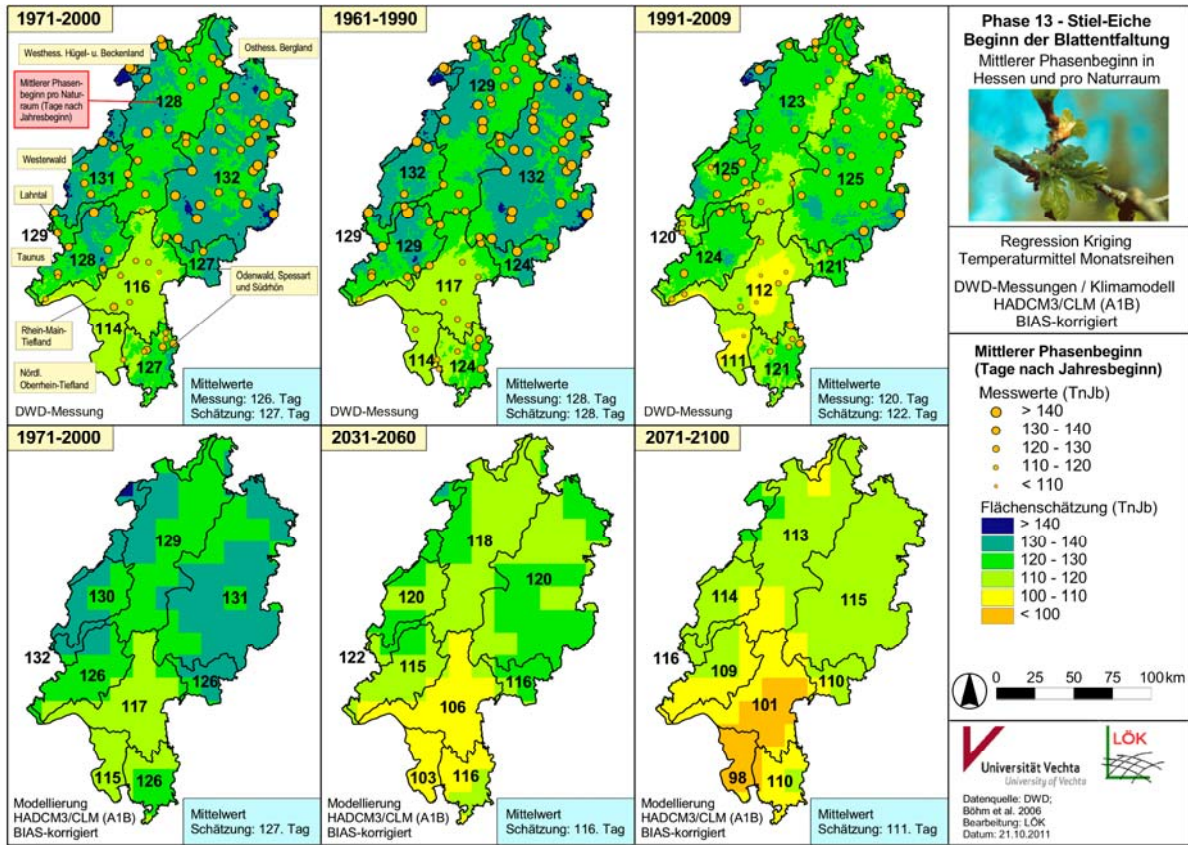 1971-2000
Westhess. Hügel- u. Beckenland
Osthess. Bergland
Mittlerer Phasen-
beginn pro Natur-
raum (Tage nach
Jahresbeginn)
128
Westerwald
131
132
Lahntal
129
Taunus
128
127
116
Odenwald, Spessart
und Südrhön
Rhein-Main-
Tiefland
114
127
Nördl.
Oberrhein-Tiefland
DWD-Messung
Mittelwerte
Messung: 126. Tag
Schätzung: 127. Tag
1961-1990
129
132
132
129
129
124
117
114
124
DWD-Messung
Mittelwerte
Messung: 128. Tag
Schätzung: 128. Tag
1991-2009
123
125
125
120
124
121
112
111
121
DWD-Messung
Mittelwerte
Messung: 120. Tag
Schätzung: 122. Tag
1971-2000
129
130
131
132
126
126
117
115
126
Modellierung
HADCM3/CLM (A1B)
BIAS-korrigiert
Mittelwert
Schätzung: 127. Tag
2031-2060
118
120
120
122
115
116
106
103
116
Modellierung
HADCM3/CLM (A1B)
BIAS-korrigiert
Mittelwert
Schätzung: 116. Tag
2071-2100
113
114
115
116
109
110
101
98
110
Modellierung
HADCM3/CLM (A1B)
BIAS-korrigiert
Mittelwert
Schätzung: 111. Tag
Phase 13 - Stiel-Eiche
Beginn der Blattentfaltung
Mittlerer Phasenbeginn in
Hessen und pro Naturraum
Regression Kriging
Temperaturmittel Monatsreihen
DWD-Messungen / Klimamodell
HADCM3/CLM (A1B)
BIAS-korrigiert
Mittlerer Phasenbeginn
(Tage nach Jahresbeginn)
Messwerte (TnJb)
> 140
130 - 140
120 - 130
110 - 120
< 110
Flächenschätzung (TnJb)
> 140
130 - 140
120 - 130
110 - 120
100 - 110
< 100
0 25 50 75 100 km
Universität Vechta
University of Vechta
LÖK
Datenquelle: DWD;
Böhm et al. 2006
Bearbeitung: LÖK
Datum: 21.10.2011